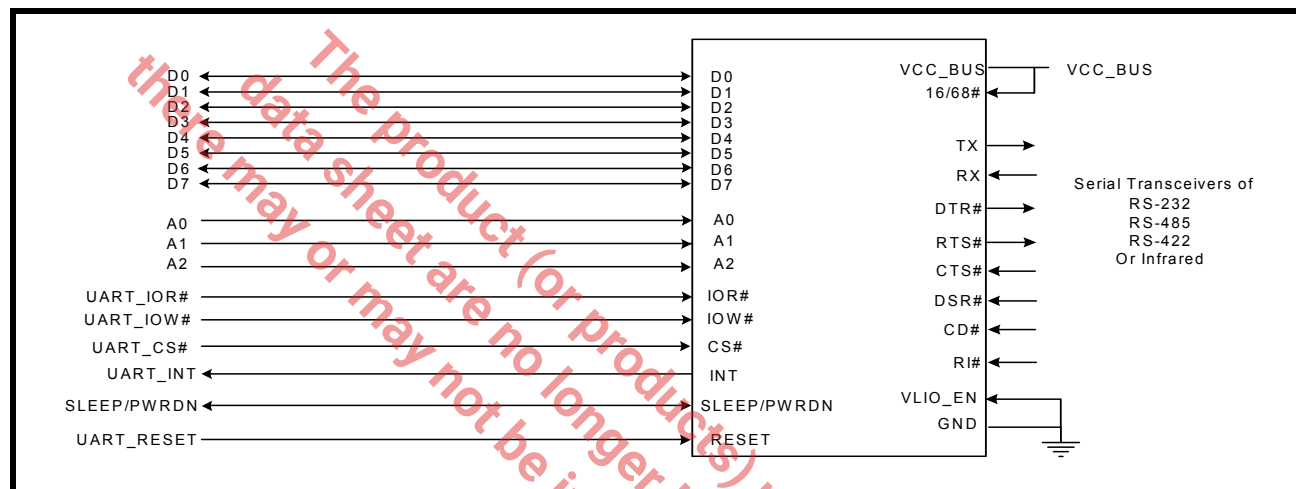 D0
D1
D2
D3
D4
D5
D6
D7
A0
A1
A2
UART_IOR#
UART_IOW#
UART_CS#
UART_INT
SLEEP/PWRDN
UART_RESET
D0
D1
D2
D3
D4
D5
D6
D7
A0
A1
A2
IOR#
IOW#
CS#
INT
SLEEP/PWRDN
RESET
VCC_BUS
16/68#
TX
RX
DTR#
RTS#
CTS#
DSR#
CD#
RI#
VLIO_EN
GND
VCC_BUS
Serial Transceivers of
RS-232
RS-485
RS-422
Or Infrared
The product (or products)
data sheet are no longer
there may or may not be